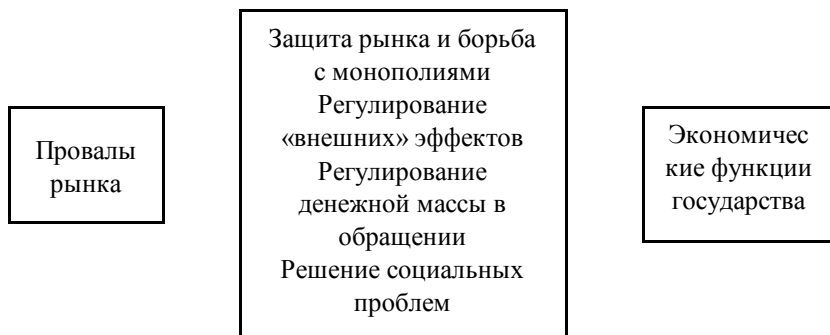 Провалы
рынка
Защита рынка и борьба
с монополиями
Регулирование
«внешних» эффектов
Регулирование
денежной массы в
обращении
Решение социальных
проблем
Экономичес
кие функции
государства